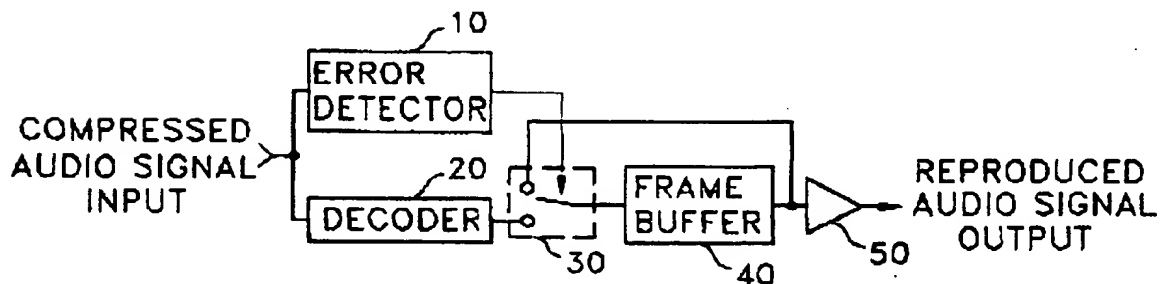 10
ERROR
DETECTOR
COMPRESSED
AUDIO SIGNAL
INPUT
20
DECODER
30
FRAME
BUFFER
40
50
REPRODUCED
AUDIO SIGNAL
OUTPUT